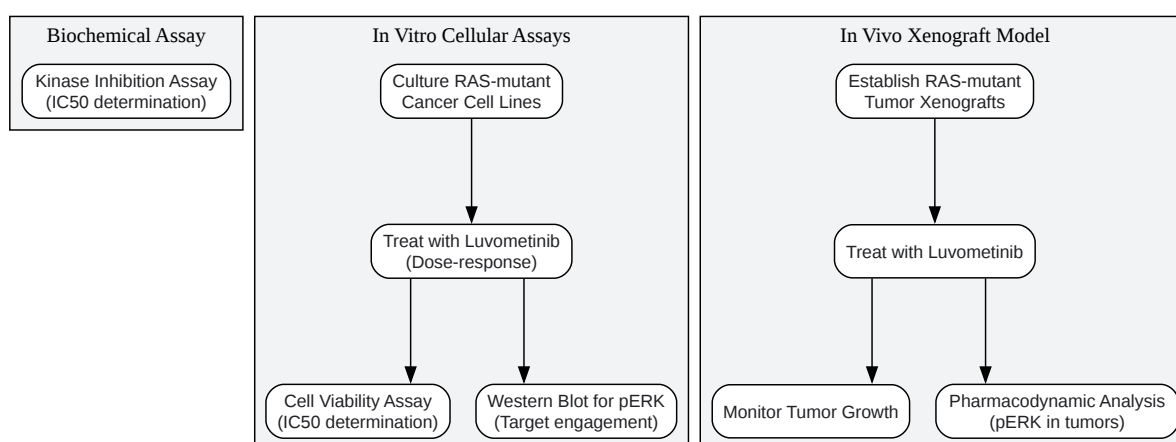 Biochemical Assay
Kinase Inhibition Assay
(IC50 determination)
In Vitro Cellular Assays
Culture RAS-mutant
Cancer Cell Lines
Treat with Luvometinib
(Dose-response)
Cell Viability Assay
(IC50 determination)
Western Blot for pERK
(Target engagement)
In Vivo Xenograft Model
Establish RAS-mutant
Tumor Xenografts
Treat with Luvometinib
Monitor Tumor Growth
Pharmacodynamic Analysis
(pERK in tumors)